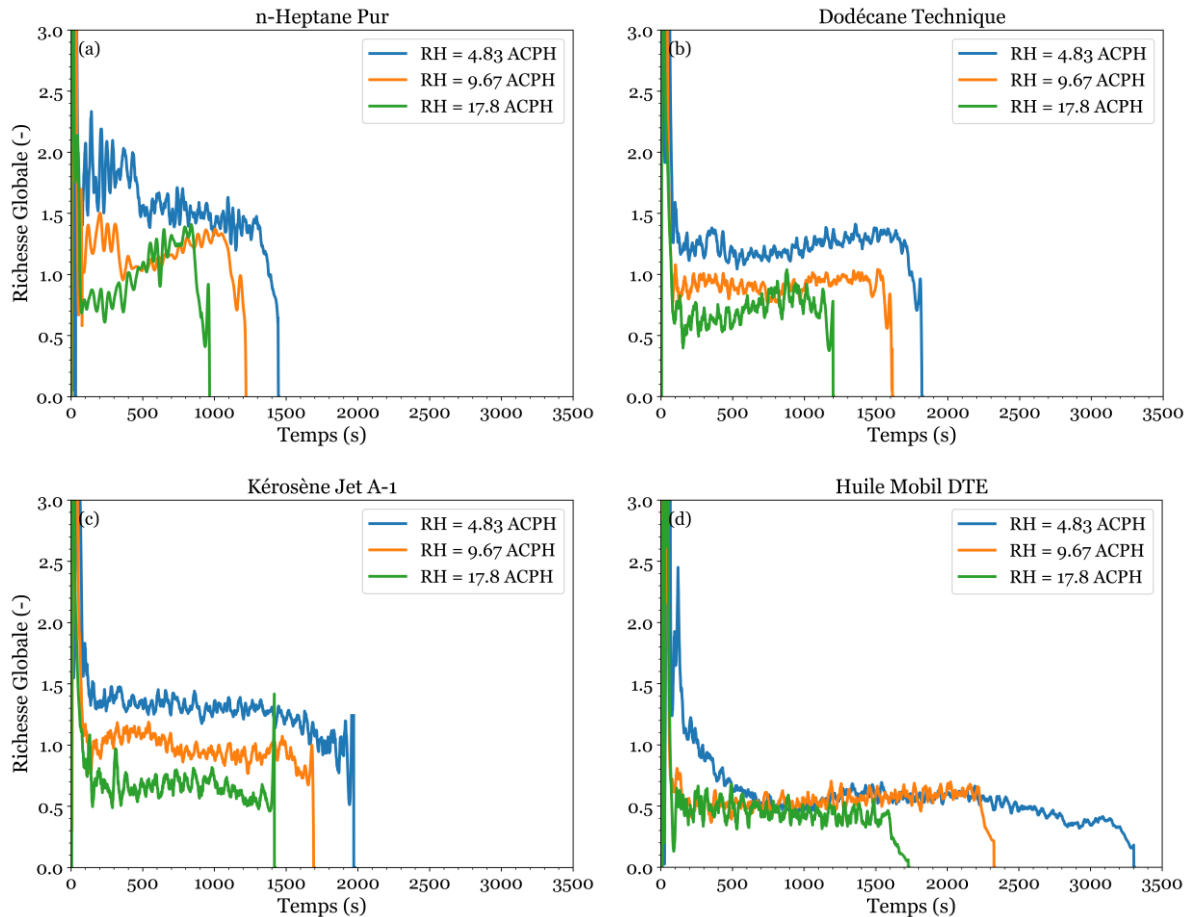 n-Heptane Pur
(a)
RH = 4.83 ACPH
RH = 9.67 ACPH
RH = 17.8 ACPH
3.0
2.5
2.0
1.5
1.0
0.5
0.0
Richesse Globale (-)
0 500 1000 1500 2000 2500 3000 3500
Temps (s)
Dodécane Technique
(b)
RH = 4.83 ACPH
RH = 9.67 ACPH
RH = 17.8 ACPH
3.0
2.5
2.0
1.5
1.0
0.5
0.0
0 500 1000 1500 2000 2500 3000 3500
Temps (s)
Kérosène Jet A-1
(c)
RH = 4.83 ACPH
RH = 9.67 ACPH
RH = 17.8 ACPH
3.0
2.5
2.0
1.5
1.0
0.5
0.0
Richesse Globale (-)
0 500 1000 1500 2000 2500 3000 3500
Temps (s)
Huile Mobil DTE
(d)
RH = 4.83 ACPH
RH = 9.67 ACPH
RH = 17.8 ACPH
3.0
2.5
2.0
1.5
1.0
0.5
0.0
0 500 1000 1500 2000 2500 3000 3500
Temps (s)